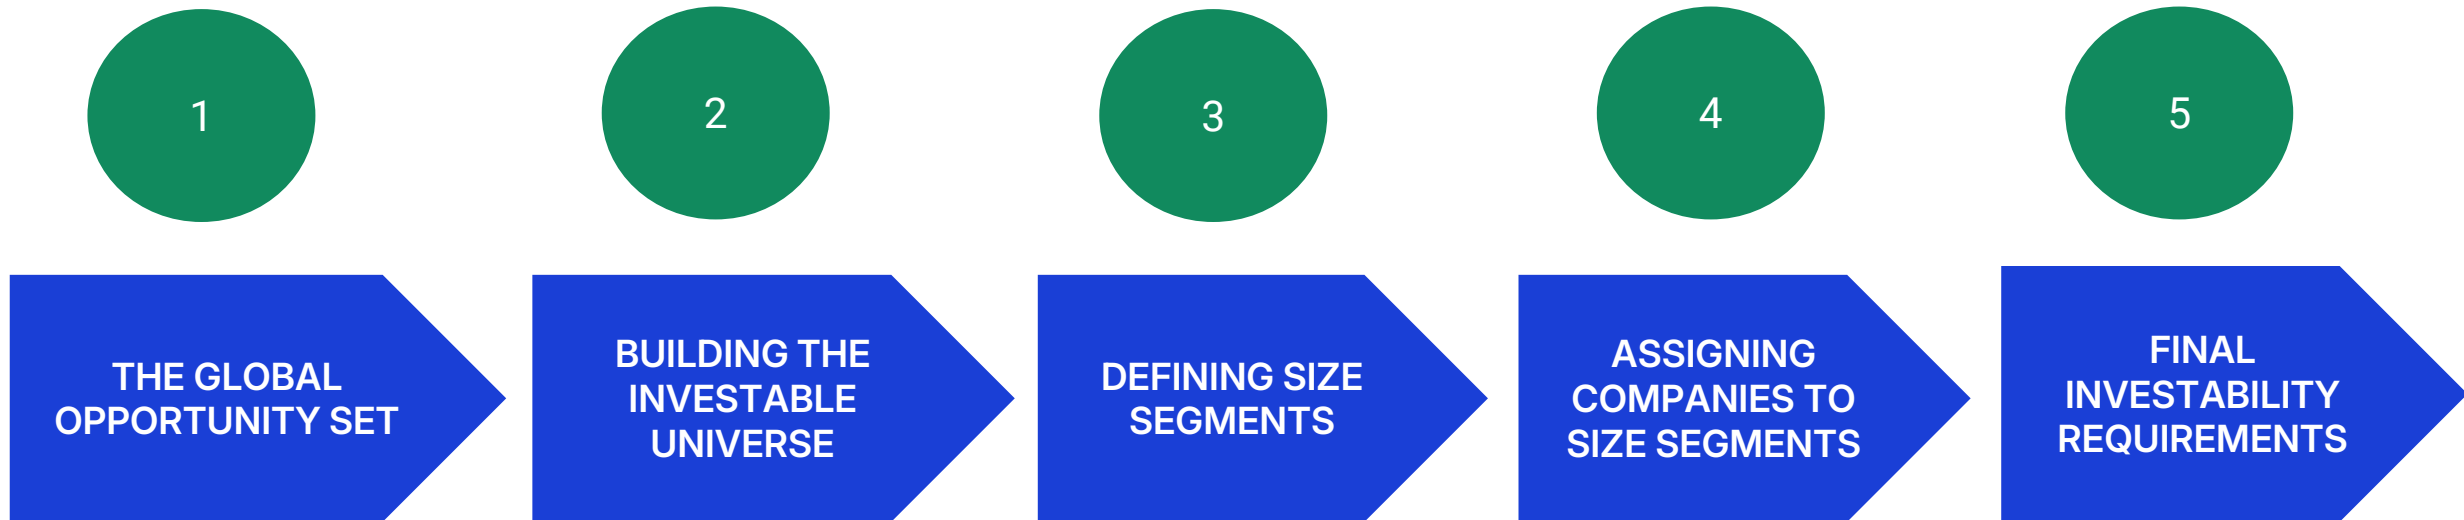 1
2
3
4
5
THE GLOBAL
OPPORTUNITY SET
BUILDING THE
INVESTABLE
UNIVERSE
DEFINING SIZE
SEGMENTS
ASSIGNING
COMPANIES TO
SIZE SEGMENTS
FINAL
INVESTABILITY
REQUIREMENTS